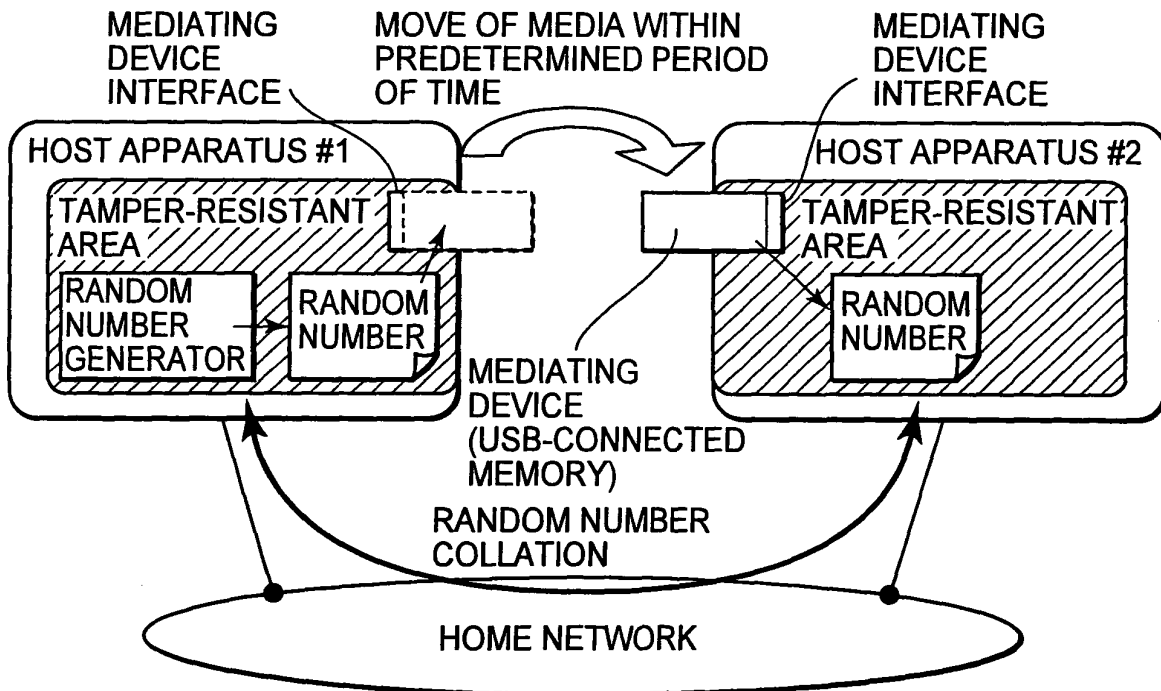 MEDIATING
DEVICE
INTERFACE
MOVE OF MEDIA WITHIN
PREDETERMINED PERIOD
OF TIME
MEDIATING
DEVICE
INTERFACE
HOST APPARATUS #1
TAMPER-RESISTANT
AREA
RANDOM
NUMBER
GENERATOR
RANDOM
NUMBER
HOST APPARATUS #2
TAMPER-RESISTANT
AREA
RANDOM
NUMBER
MEDIATING
DEVICE
(USB-CONNECTED
MEMORY)
RANDOM NUMBER
COLLATION
HOME NETWORK